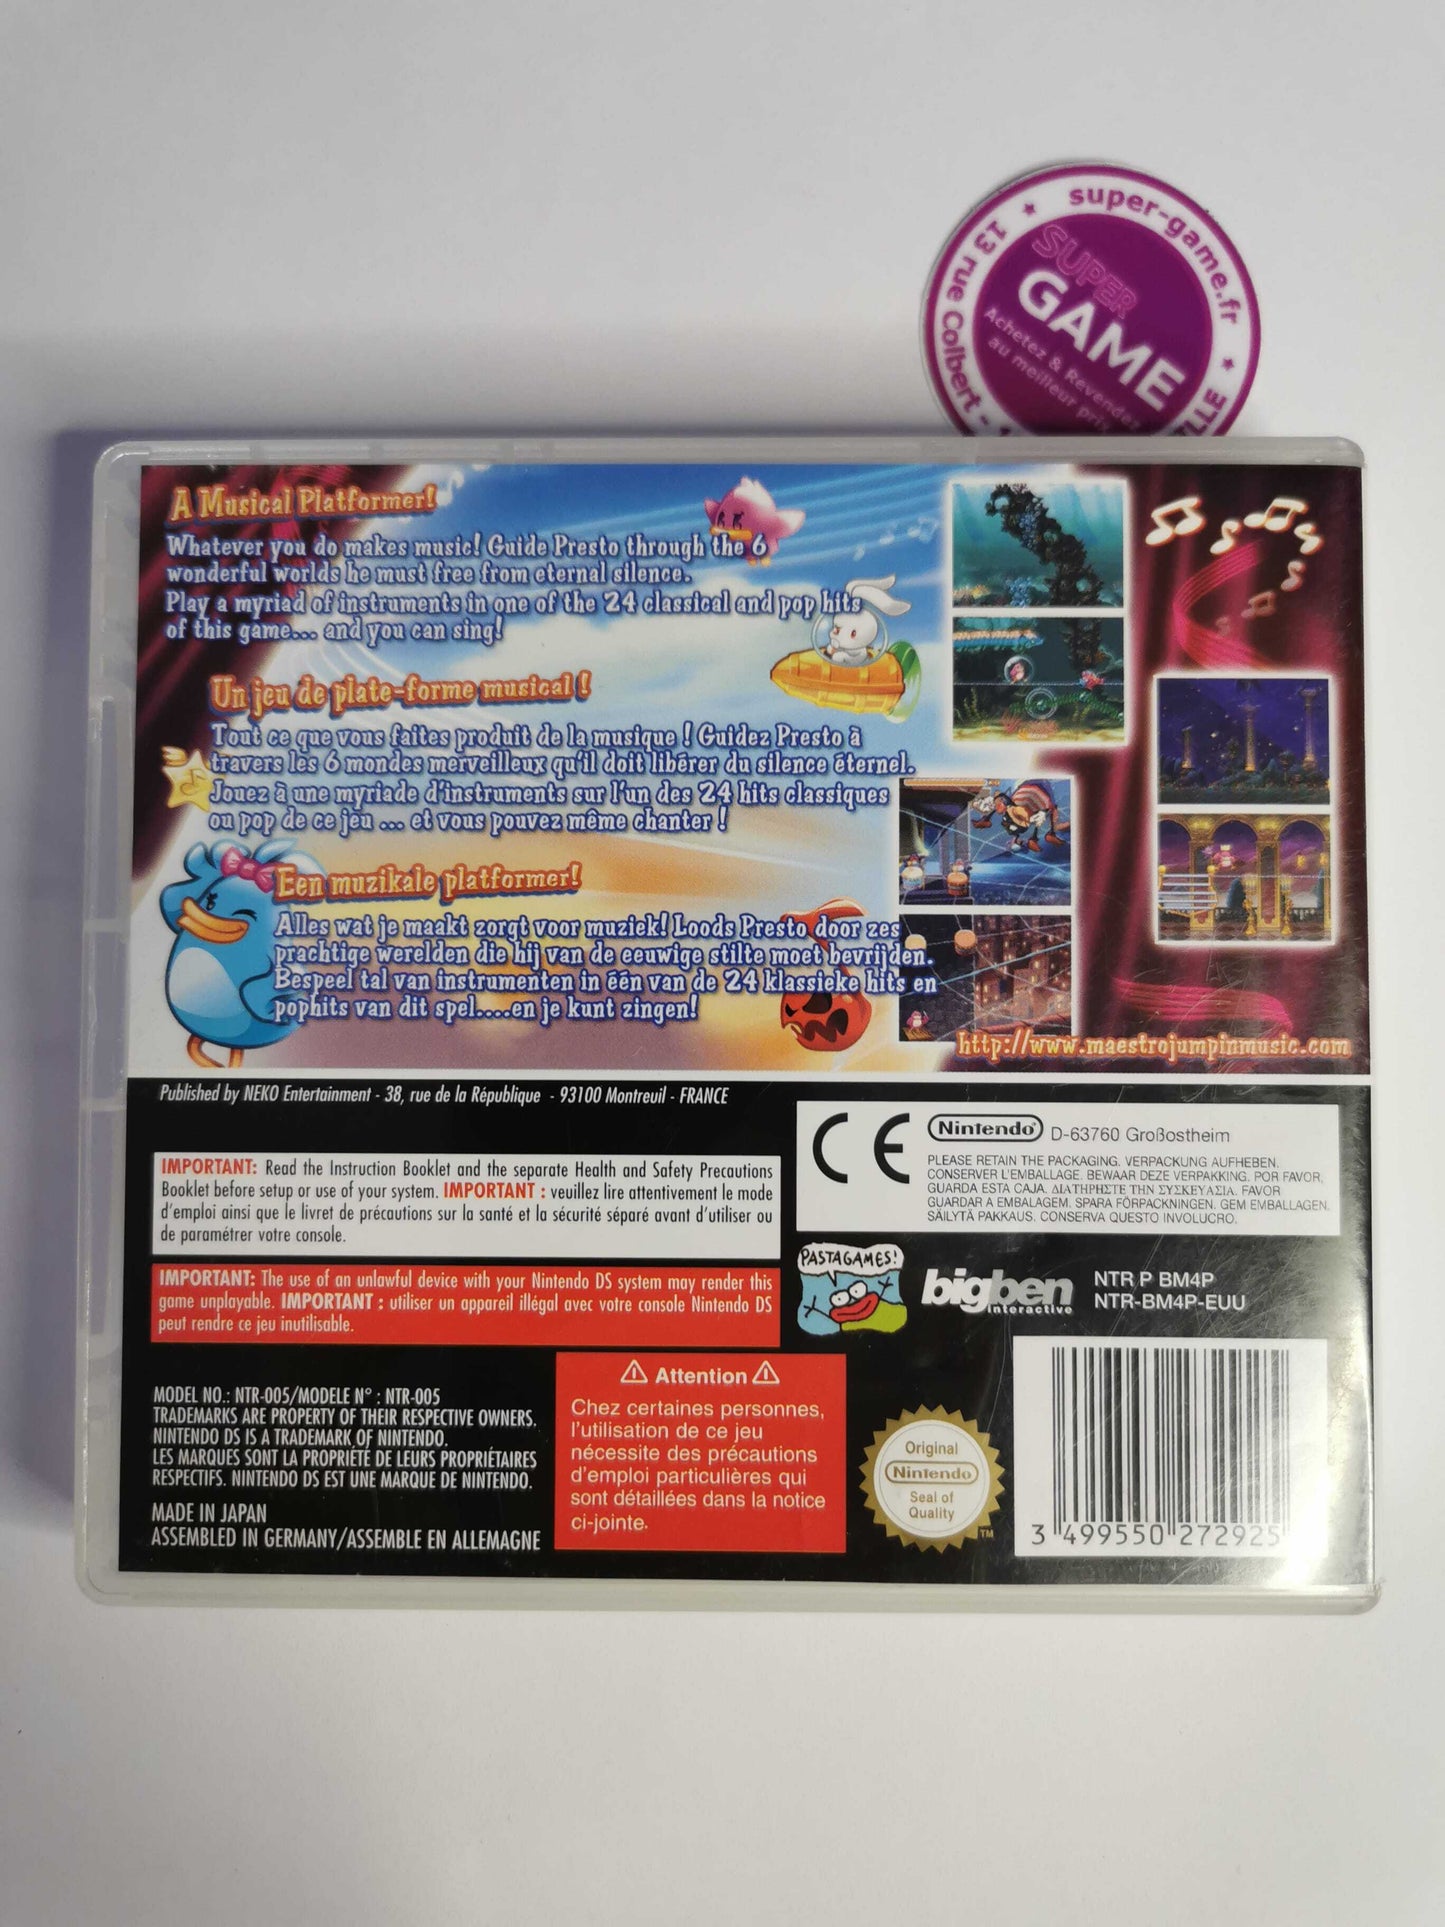 super-game.fr
13 rue Colbert -
SUPER
GAME
Achetez & Revendez
au meilleur prix
A Musical Platformer!
Whatever you do makes music! Guide Presto through the 6
wonderful worlds he must free from eternal silence.
Play a myriad of instruments in one of the 24 classical and pop hits
of this game... and you can sing!
Un jeu de plate-forme musical !
Tout ce que vous faites produit de la musique ! Guidez Presto à
travers les 6 mondes merveilleux qu'il doit libérer du silence éternel.
Jouez à une myriade d'instruments sur l'un des 24 hits classiques
ou pop de ce jeu ... et vous pouvez même chanter !
Een muzikale platformer!
Alles wat je maakt zorgt voor muziek! Loods Presto door zes
prachtige werelden die hij van de eeuwige stilte moet bevrijden.
Bespeel tal van instrumenten in één van de 24 klassieke hits en
pophits van dit spel....en je kunt zingen!
http://www.maestrojumpinmusic.com
Published by NEKO Entertainment - 38, rue de la République - 93100 Montreuil - FRANCE
IMPORTANT: Read the Instruction Booklet and the separate Health and Safety Precautions
Booklet before setup or use of your system. IMPORTANT : veuillez lire attentivement le mode
d'emploi ainsi que le livret de précautions sur la santé et la sécurité séparé avant d'utiliser ou
de paramétrer votre console.
IMPORTANT: The use of an unlawful device with your Nintendo DS system may render this
game unplayable. IMPORTANT : utiliser un appareil illégal avec votre console Nintendo DS
peut rendre ce jeu inutilisable.
CE
Nintendo D-63760 Großostheim
PLEASE RETAIN THE PACKAGING. VERPACKUNG AUFHEBEN.
CONSERVER L'EMBALLAGE. BEWAAR DEZE VERPAKKING. POR FAVOR,
GUARDA ESTA CAJA. ΔΙΑΤΗΡΗΣΤΕ ΤΗΝ ΣΥΣΚΕΥΑΣΙΑ. FAVOR
GUARDAR A EMBALAGEM. SPARA FÖRPACKNINGEN. GEM EMBALLAGEN.
SÄILYTÄ PAKKAUS. CONSERVA QUESTO INVOLUCRO.
PASTAGAMES!
bigben
interactive
NTR P BM4P
NTR-BM4P-EUU
MODEL NO.: NTR-005/MODELE N° : NTR-005
TRADEMARKS ARE PROPERTY OF THEIR RESPECTIVE OWNERS.
NINTENDO DS IS A TRADEMARK OF NINTENDO.
LES MARQUES SONT LA PROPRIÉTÉ DE LEURS PROPRIÉTAIRES
RESPECTIFS. NINTENDO DS EST UNE MARQUE DE NINTENDO.
MADE IN JAPAN
ASSEMBLED IN GERMANY/ASSEMBLE EN ALLEMAGNE
Attention
Chez certaines personnes,
l'utilisation de ce jeu
nécessite des précautions
d'emploi particulières qui
sont détaillées dans la notice
ci-jointe.
Original
Nintendo
Seal of
Quality
TM
3 499550 272925